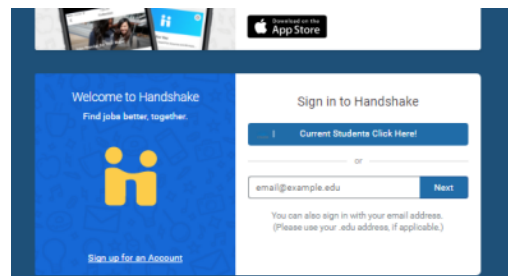 Download on the
App Store
Welcome to Handshake
Find jobs better, together.
Sign up for an Account
Sign in to Handshake
Current Students Click Here!
or
email@example.edu
Next
You can also sign in with your email address.
(Please use your .edu address, if applicable.)